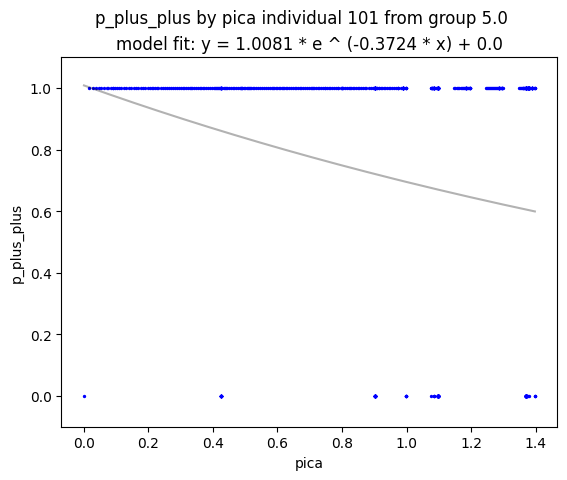 p_plus_plus by pica individual 101 from group 5.0
model fit: y = 1.0081 * e ^ (-0.3724 * x) + 0.0
1.0
0.8
0.6
0.4
0.2
0.0
p_plus_plus
0.0 0.2 0.4 0.6 0.8 1.0 1.2 1.4
pica